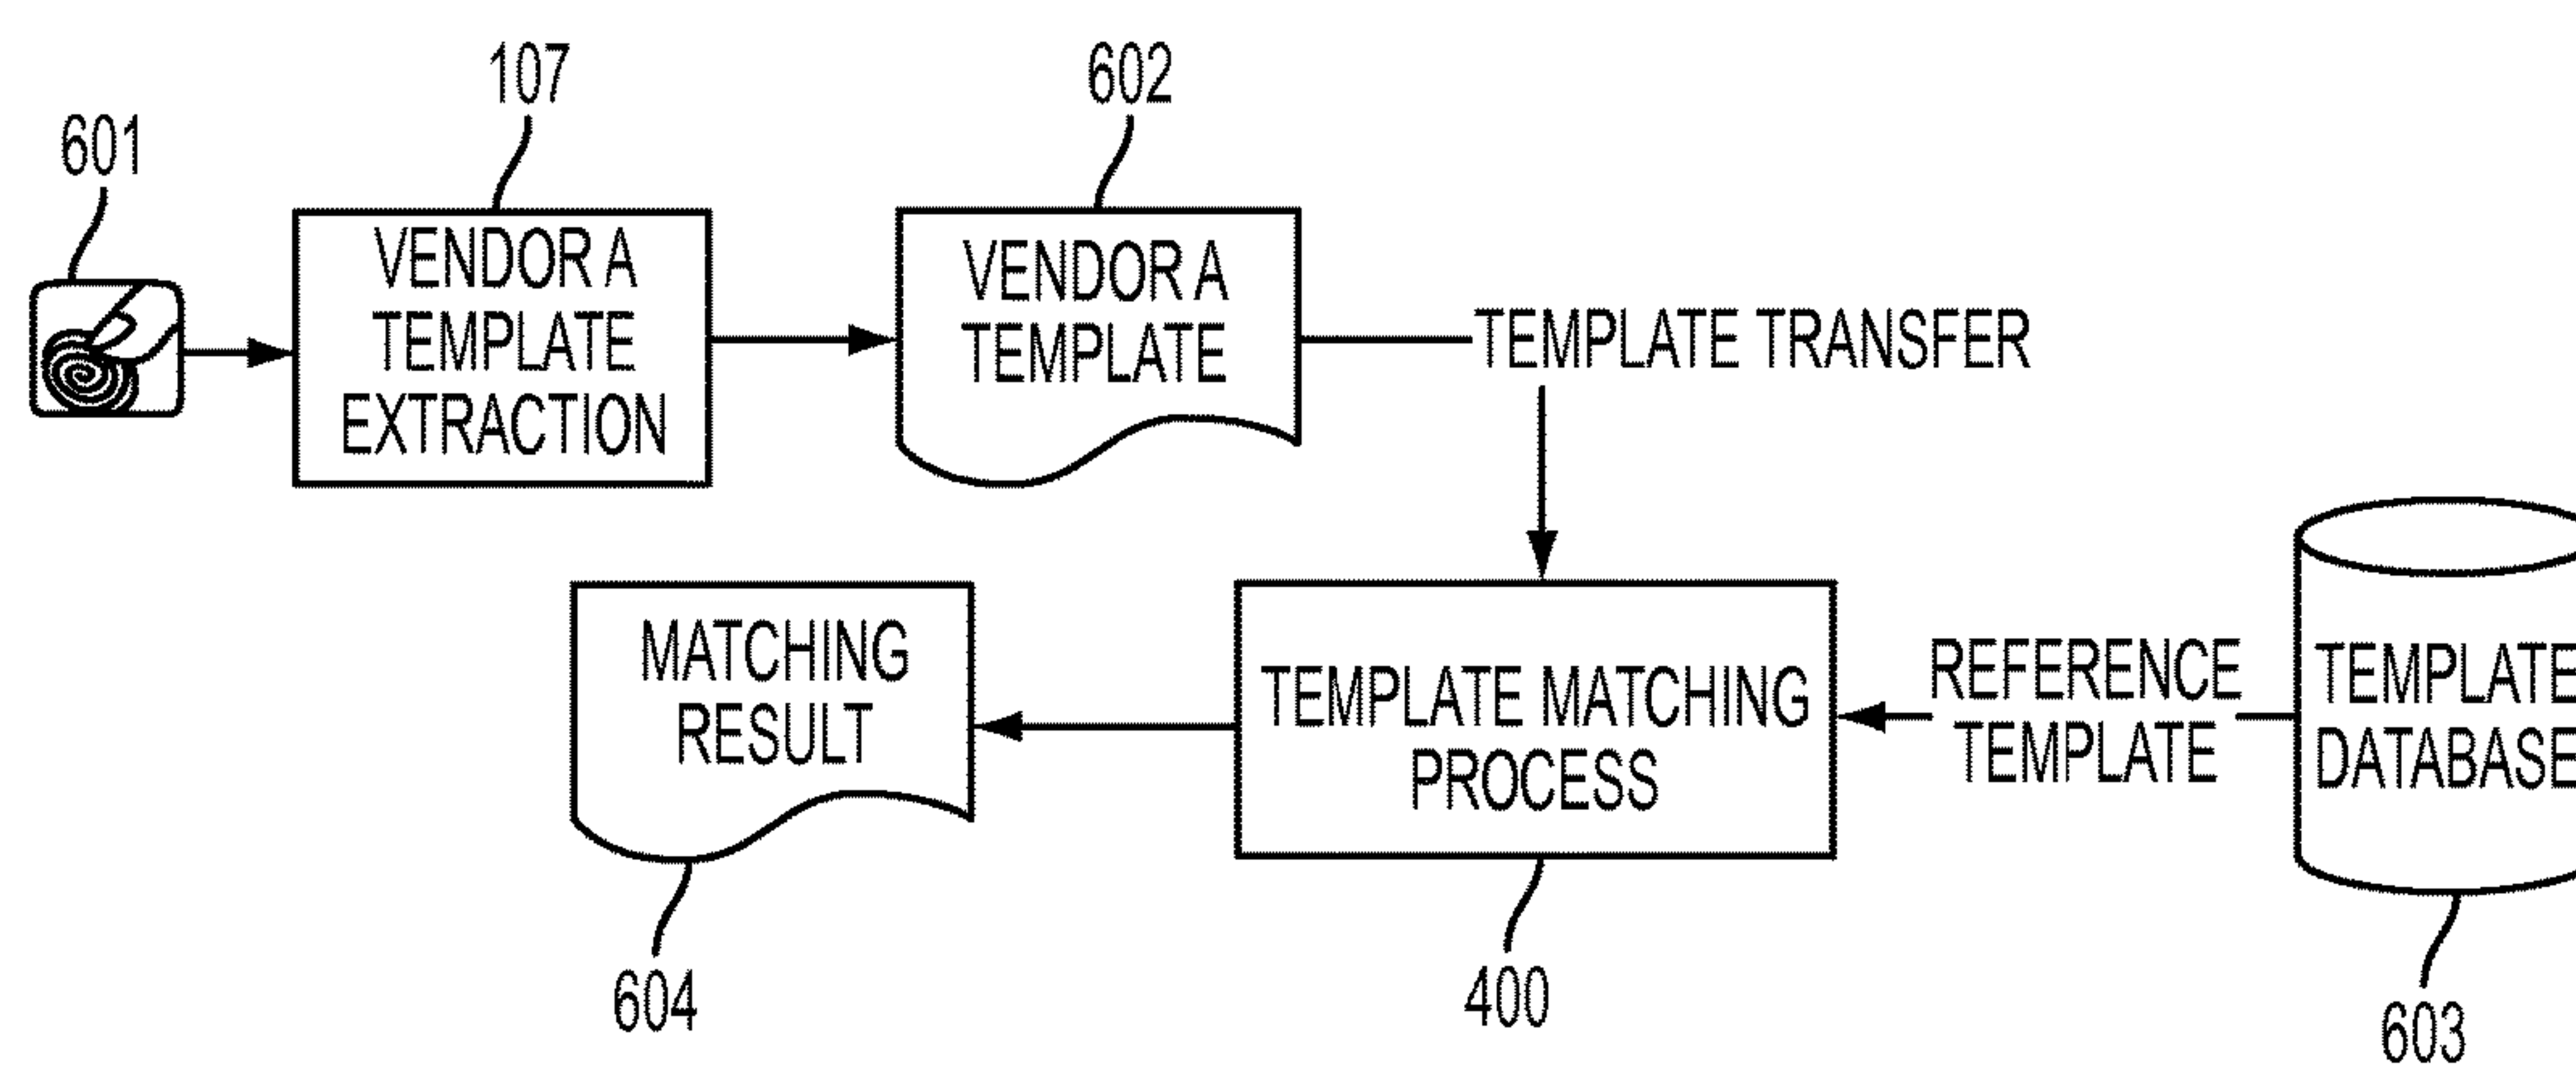 107
602
601
VENDOR A
TEMPLATE
EXTRACTION
VENDOR A
TEMPLATE
TEMPLATE TRANSFER
MATCHING
RESULT
TEMPLATE MATCHING
PROCESS
REFERENCE
TEMPLATE
TEMPLATE
DATABASE
604
400
603